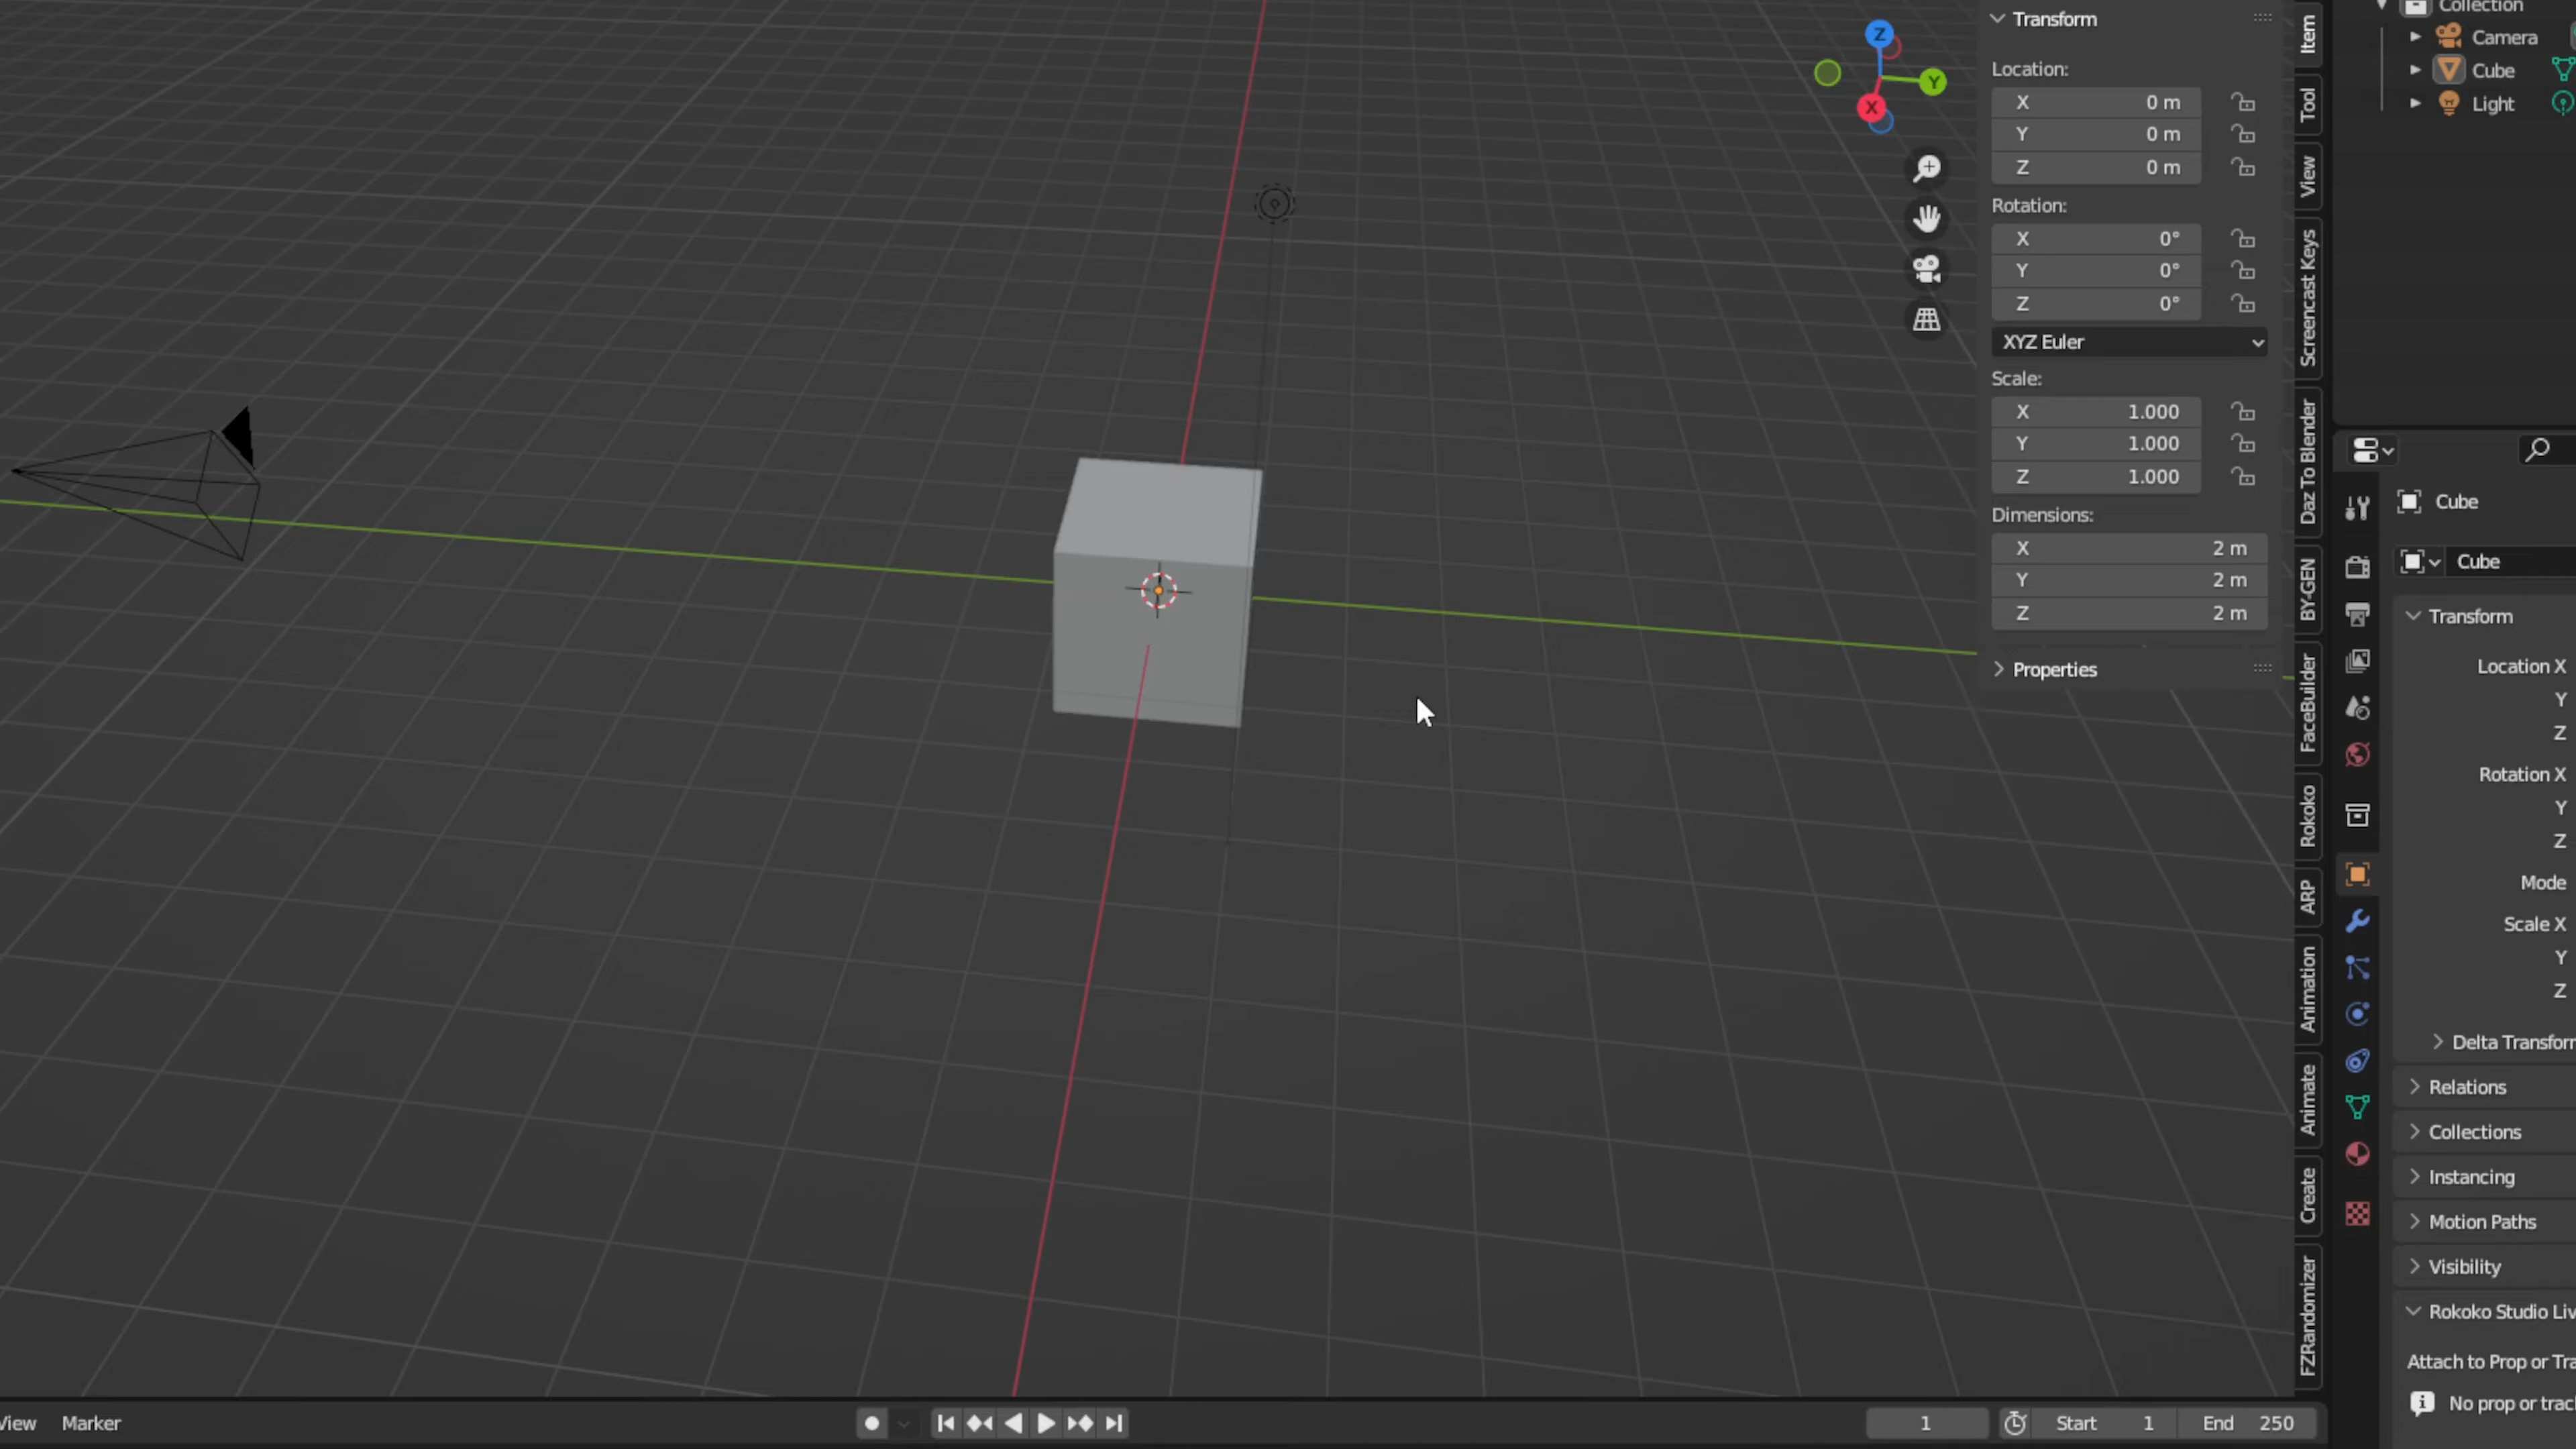 Transform
Location:
X 0 m
Y 0 m
Z 0 m
Rotation:
X 0°
Y 0°
Z 0°
XYZ Euler
Scale:
X 1.000
Y 1.000
Z 1.000
Dimensions:
X 2 m
Y 2 m
Z 2 m
Properties
Z
Y
X
Item
Tool
View
Screencast Keys
Daz To Blender
BY-GEN
FaceBuilder
Rokoko
ARP
Animation
Animate
Create
FZRandomizer
Collection
Camera
Cube
Light
Cube
Cube
Transform
Location X
Y
Z
Rotation X
Y
Z
Mode
Scale X
Y
Z
Delta Transfor
Relations
Collections
Instancing
Motion Paths
Visibility
Rokoko Studio Liv
Attach to Prop or Tra
No prop or trac
View Marker
1 Start 1 End 250